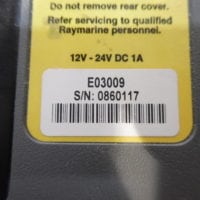 Do not remove rear cover.
Refer servicing to qualified
Raymarine personnel.
12V - 24V DC 1A
E03009
S/N: 0860117